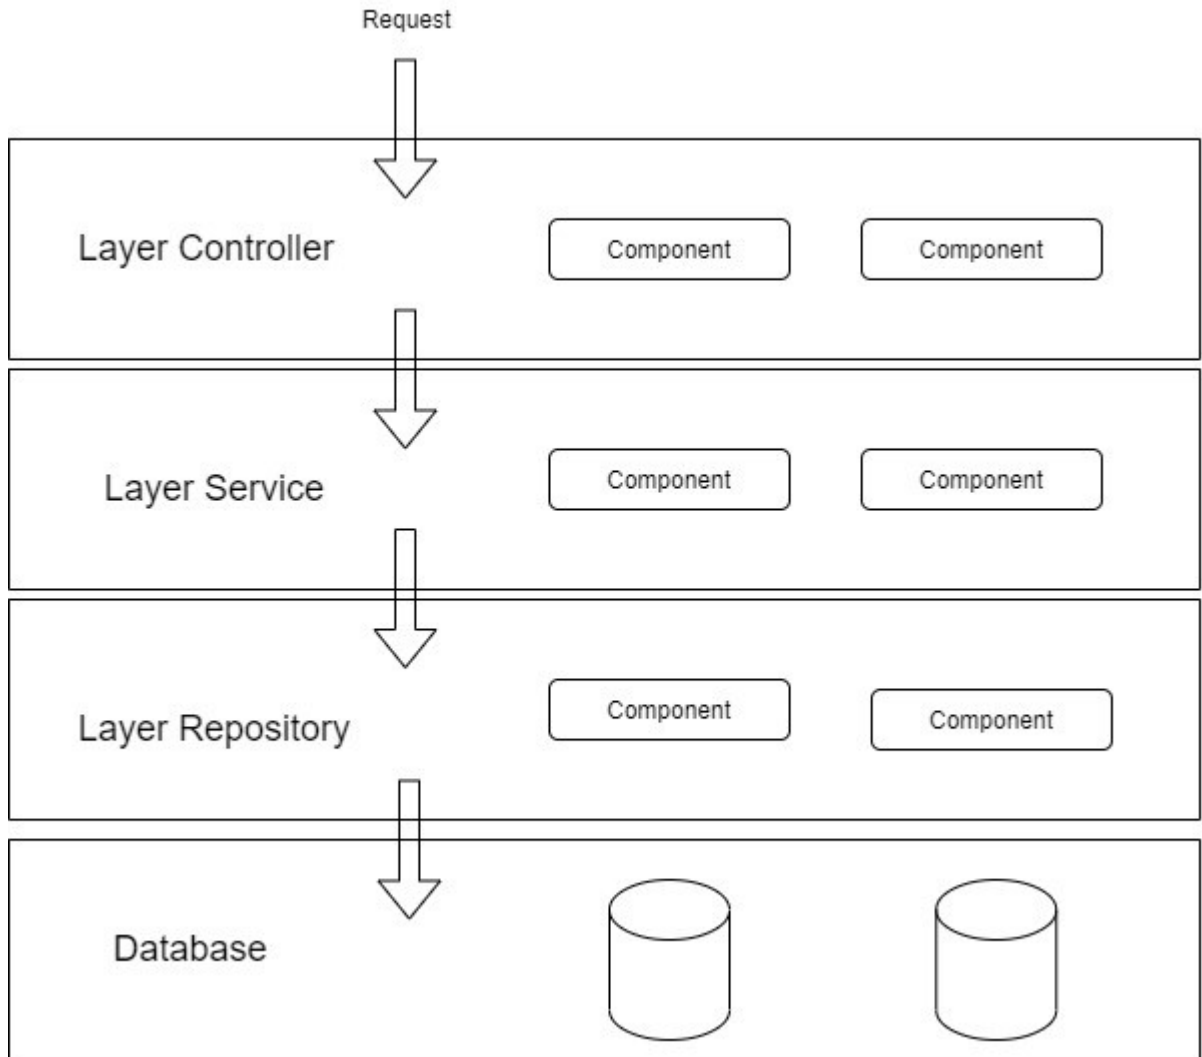 Request
Layer Controller
Component
Component
Layer Service
Component
Component
Layer Repository
Component
Component
Database